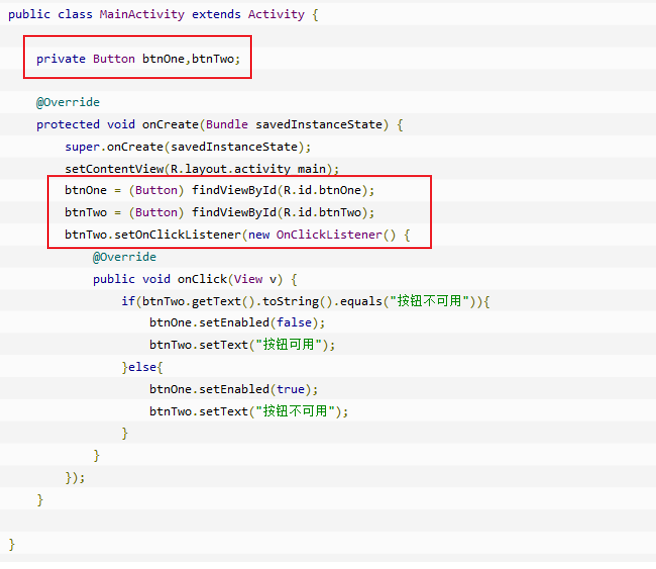 public class MainActivity extends Activity {
private Button btnOne,btnTwo;
@Override
protected void onCreate(Bundle savedInstanceState) {
super.onCreate(savedInstanceState);
setContentView(R.layout.activity_main);
btnOne = (Button) findViewById(R.id.btnOne);
btnTwo = (Button) findViewById(R.id.btnTwo);
btnTwo.setOnClickListener(new OnClickListener() {
@Override
public void onClick(View v) {
if(btnTwo.getText().toString().equals("按钮不可用")){
btnOne.setEnabled(false);
btnTwo.setText("按钮可用");
}else{
btnOne.setEnabled(true);
btnTwo.setText("按钮不可用");
}
}
});
}
}